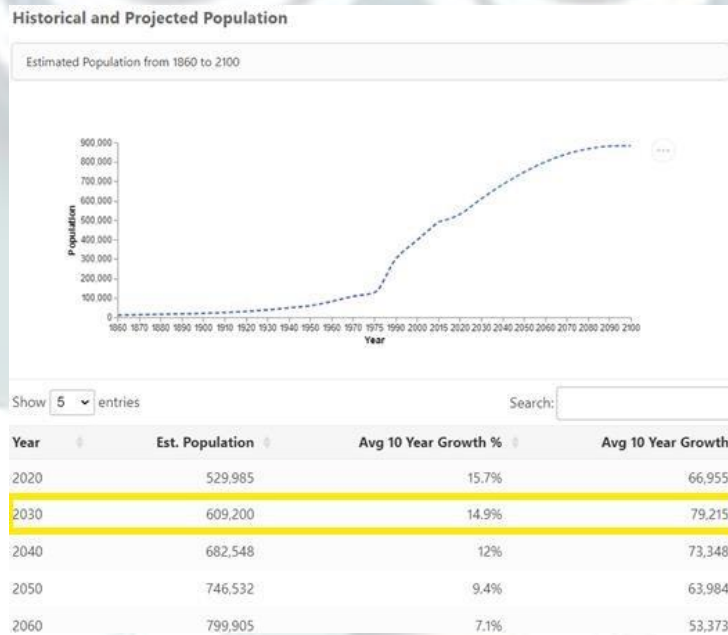 Historical and Projected Population
Estimated Population from 1860 to 2100
900,000
800,000
700,000
600,000
500,000
400,000
300,000
200,000
100,000
0
Population
1860 1870 1880 1890 1900 1910 1920 1930 1940 1950 1960 1970 1975 1990 2000 2015 2020 2030 2040 2050 2060 2070 2080 2090 2100
Year
Show 5 entries Search:
Year Est. Population Avg 10 Year Growth % Avg 10 Year Growth
2020 529,985 15.7% 66,955
2030 609,200 14.9% 79,215
2040 682,548 12% 73,348
2050 746,532 9.4% 63,984
2060 799,905 7.1% 53,373